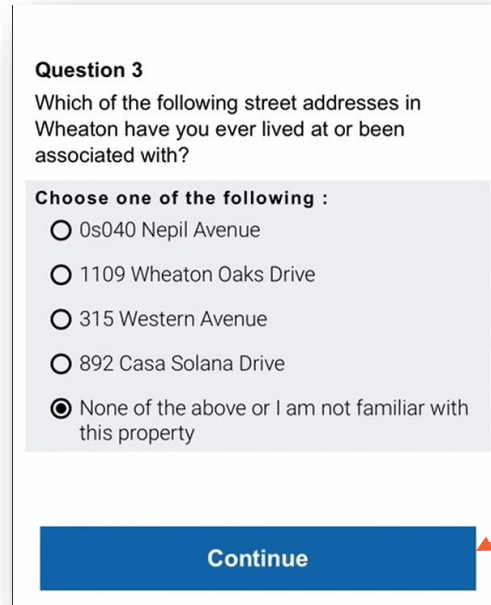 Question 3
Which of the following street addresses in
Wheaton have you ever lived at or been
associated with?
Choose one of the following :
0s040 Nepil Avenue
1109 Wheaton Oaks Drive
315 Western Avenue
892 Casa Solana Drive
None of the above or I am not familiar with
this property
Continue